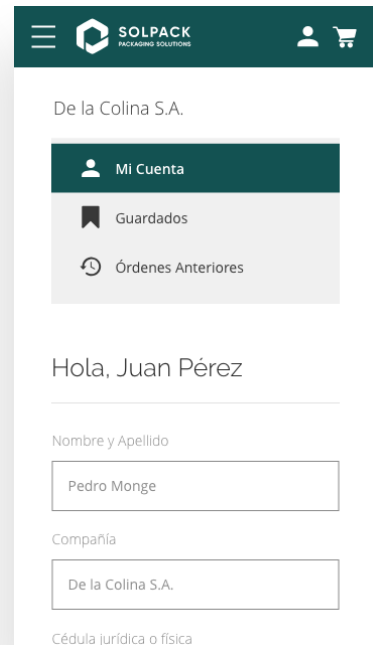 SOLPACK
PACKAGING SOLUTIONS
De la Colina S.A.
Mi Cuenta
Guardados
Órdenes Anteriores
Hola, Juan Pérez
Nombre y Apellido
Pedro Monge
Compañía
De la Colina S.A.
Cédula jurídica o física